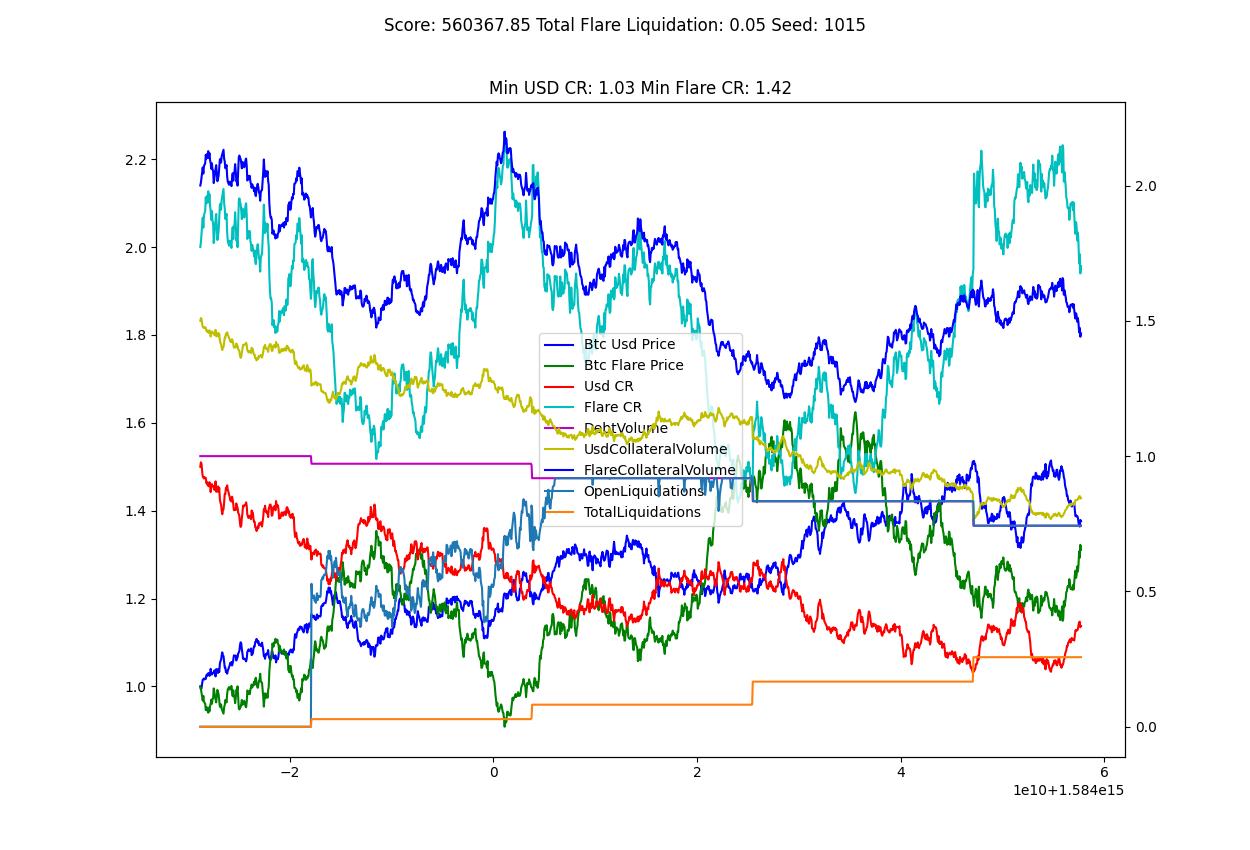 Score: 560367.85 Total Flare Liquidation: 0.05 Seed: 1015
Min USD CR: 1.03 Min Flare CR: 1.42
2.2
2.0
1.8
1.6
1.4
1.2
1.0
2.0
1.5
1.0
0.5
0.0
Btc Usd Price
Btc Flare Price
Usd CR
Flare CR
DebtVolume
UsdCollateralVolume
FlareCollateralVolume
OpenLiquidations
TotalLiquidations
−2 0 2 4 6
1e10+1.584e15